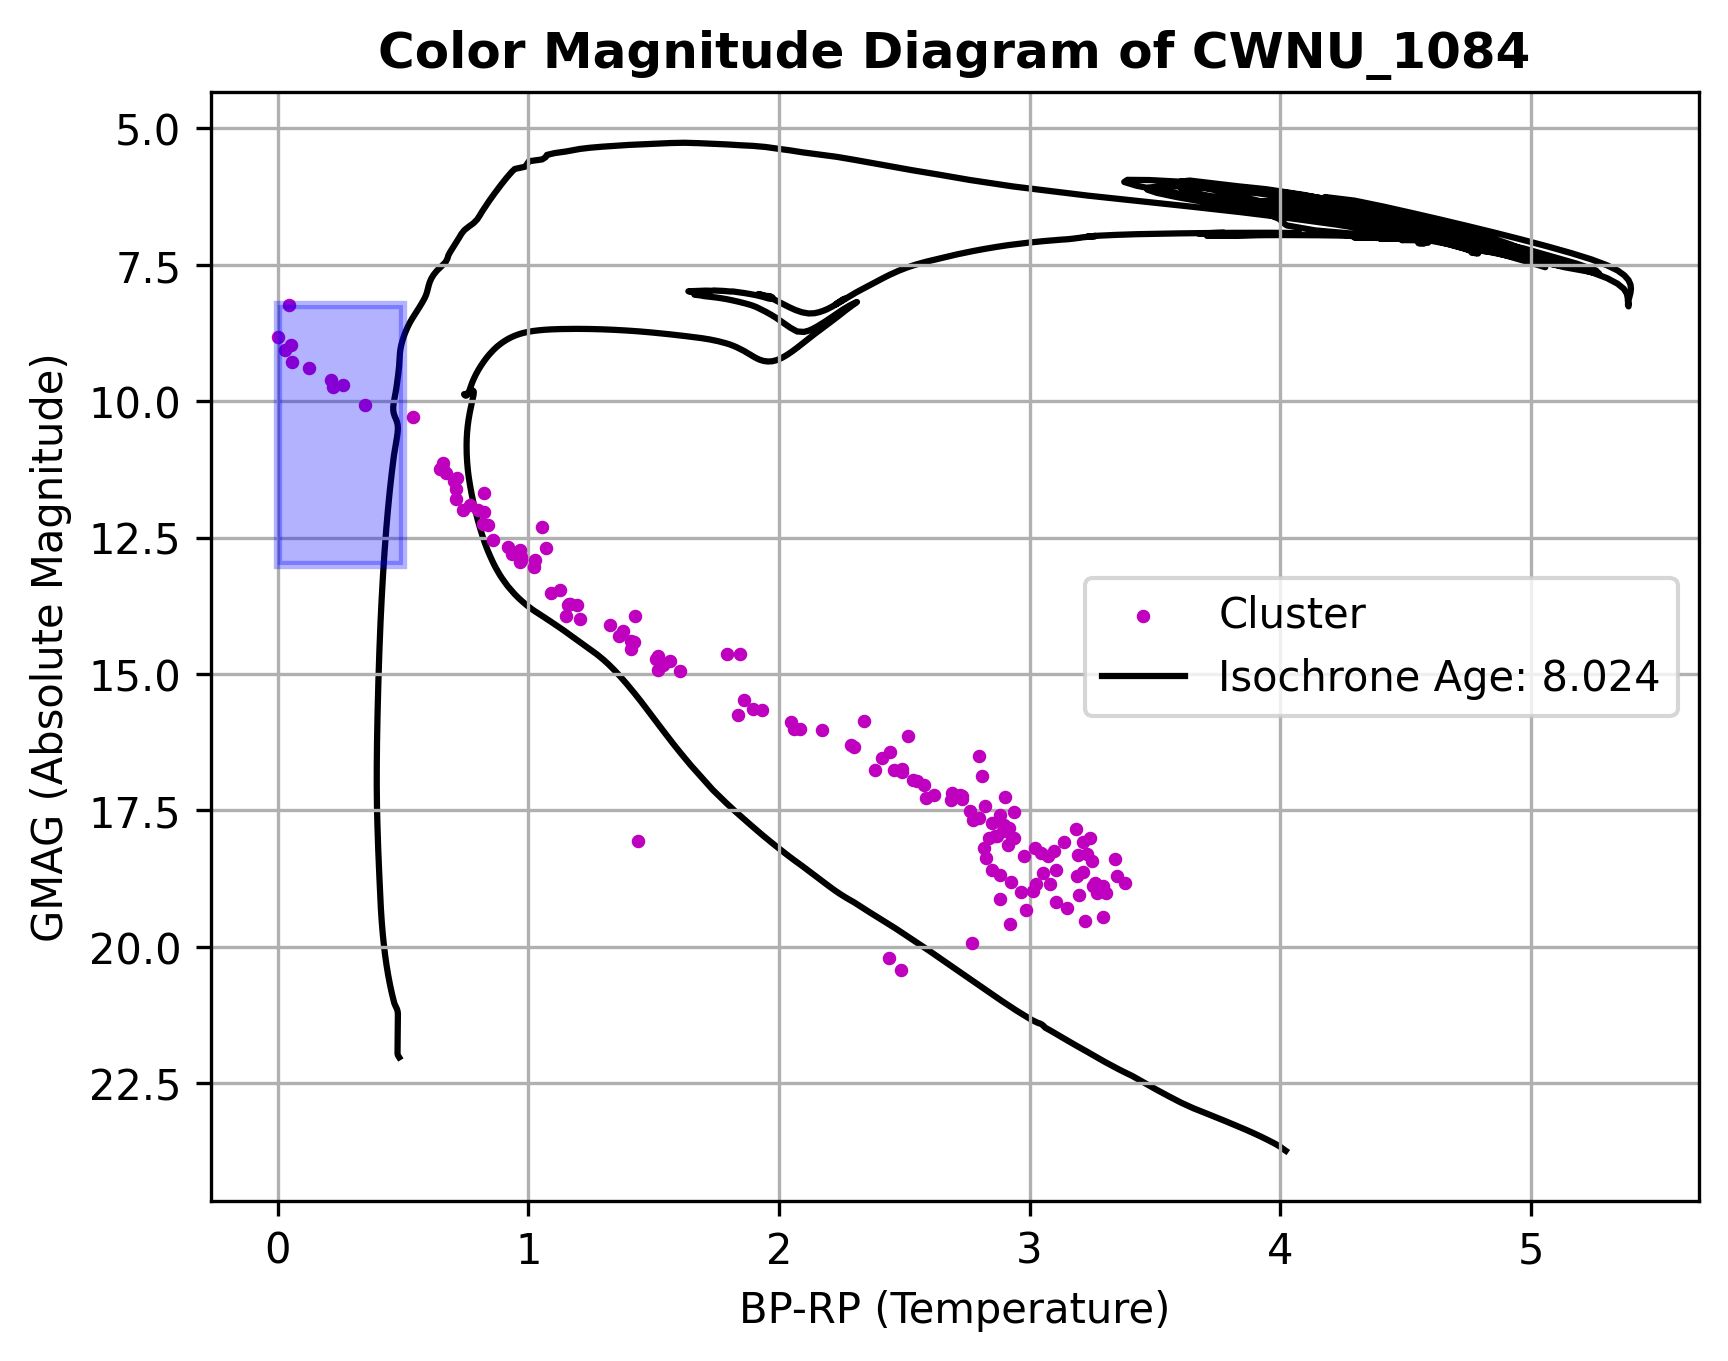 Color Magnitude Diagram of CWNU_1084
GMAG (Absolute Magnitude)
5.0
7.5
10.0
12.5
15.0
17.5
20.0
22.5
Cluster
Isochrone Age: 8.024
0 1 2 3 4 5
BP-RP (Temperature)